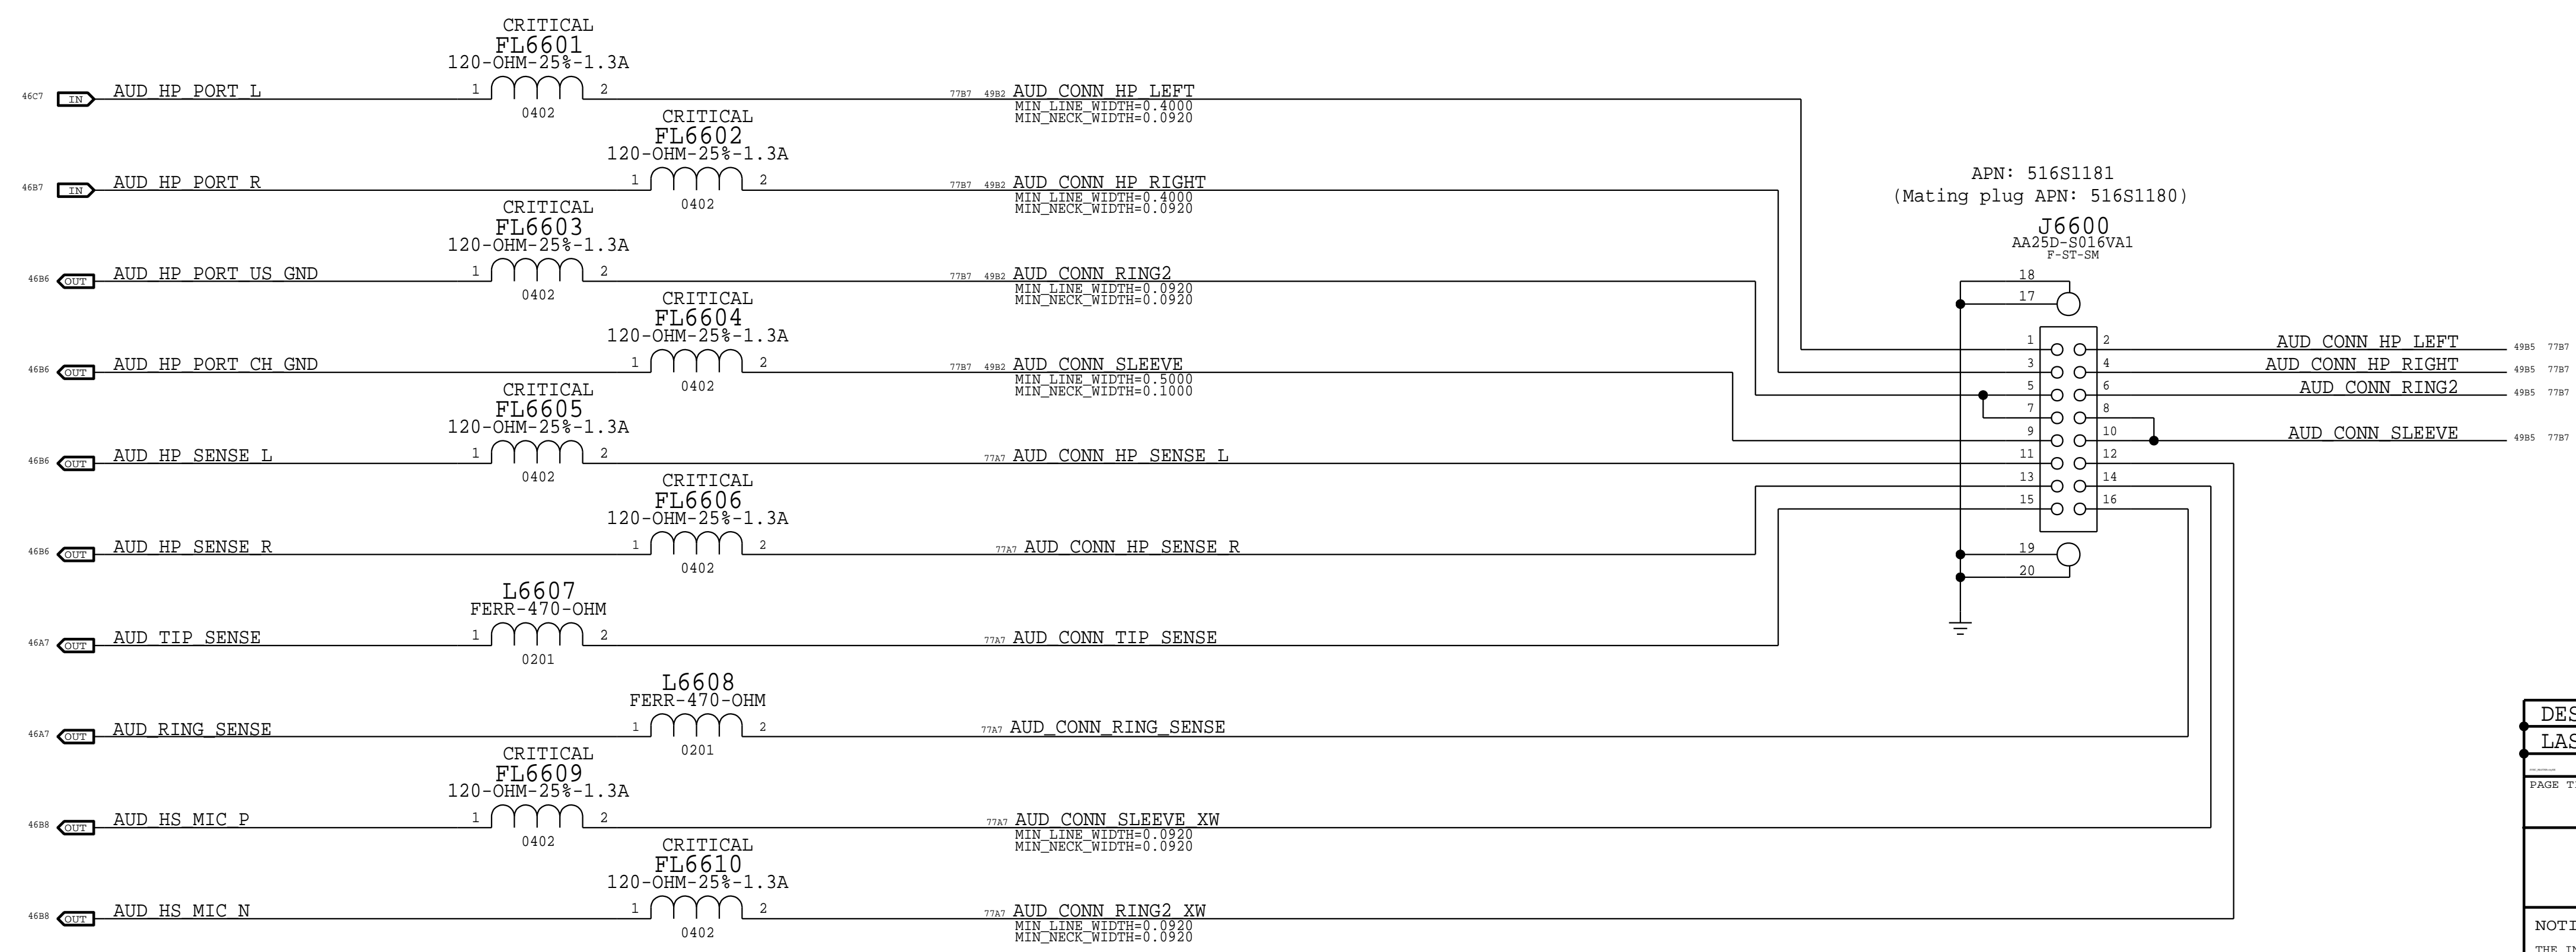 CRITICAL
FL6601
120-OHM-25%-1.3A
46C7 IN AUD_HP_PORT_L 1 2 77B7 49B2 AUD_CONN_HP_LEFT
0402
MIN_LINE_WIDTH=0.4000
MIN_NECK_WIDTH=0.0920
CRITICAL
FL6602
120-OHM-25%-1.3A
46B7 IN AUD_HP_PORT_R 1 2 77B7 49B2 AUD_CONN_HP_RIGHT
0402
MIN_LINE_WIDTH=0.4000
MIN_NECK_WIDTH=0.0920
CRITICAL
FL6603
120-OHM-25%-1.3A
46B6 OUT AUD_HP_PORT_US_GND 1 2 77B7 49B2 AUD_CONN_RING2
0402
MIN_LINE_WIDTH=0.0920
MIN_NECK_WIDTH=0.0920
CRITICAL
FL6604
120-OHM-25%-1.3A
46B6 OUT AUD_HP_PORT_CH_GND 1 2 77B7 49B2 AUD_CONN_SLEEVE
0402
MIN_LINE_WIDTH=0.5000
MIN_NECK_WIDTH=0.1000
CRITICAL
FL6605
120-OHM-25%-1.3A
46B6 OUT AUD_HP_SENSE_L 1 2 77A7 AUD_CONN_HP_SENSE_L
0402
CRITICAL
FL6606
120-OHM-25%-1.3A
46B6 OUT AUD_HP_SENSE_R 1 2 77A7 AUD_CONN_HP_SENSE_R
0402
L6607
FERR-470-OHM
46A7 OUT AUD_TIP_SENSE 1 2 77A7 AUD_CONN_TIP_SENSE
0201
L6608
FERR-470-OHM
46A7 OUT AUD_RING_SENSE 1 2 77A7 AUD_CONN_RING_SENSE
0201
CRITICAL
FL6609
120-OHM-25%-1.3A
46B8 OUT AUD_HS_MIC_P 1 2 77A7 AUD_CONN_SLEEVE_XW
0402
MIN_LINE_WIDTH=0.0920
MIN_NECK_WIDTH=0.0920
CRITICAL
FL6610
120-OHM-25%-1.3A
46B8 OUT AUD_HS_MIC_N 1 2 77A7 AUD_CONN_RING2_XW
0402
MIN_LINE_WIDTH=0.0920
MIN_NECK_WIDTH=0.0920
APN: 516S1181
(Mating plug APN: 516S1180)
J6600
AA25D-S016VA1
F-ST-SM
18
17
1 2 AUD_CONN_HP_LEFT 49B5 77B7
3 4 AUD_CONN_HP_RIGHT 49B5 77B7
5 6 AUD_CONN_RING2 49B5 77B7
7 8
9 10 AUD_CONN_SLEEVE 49B5 77B7
11 12
13 14
15 16
19
20
DES
LAS
PAGE T
NOTI
THE IN